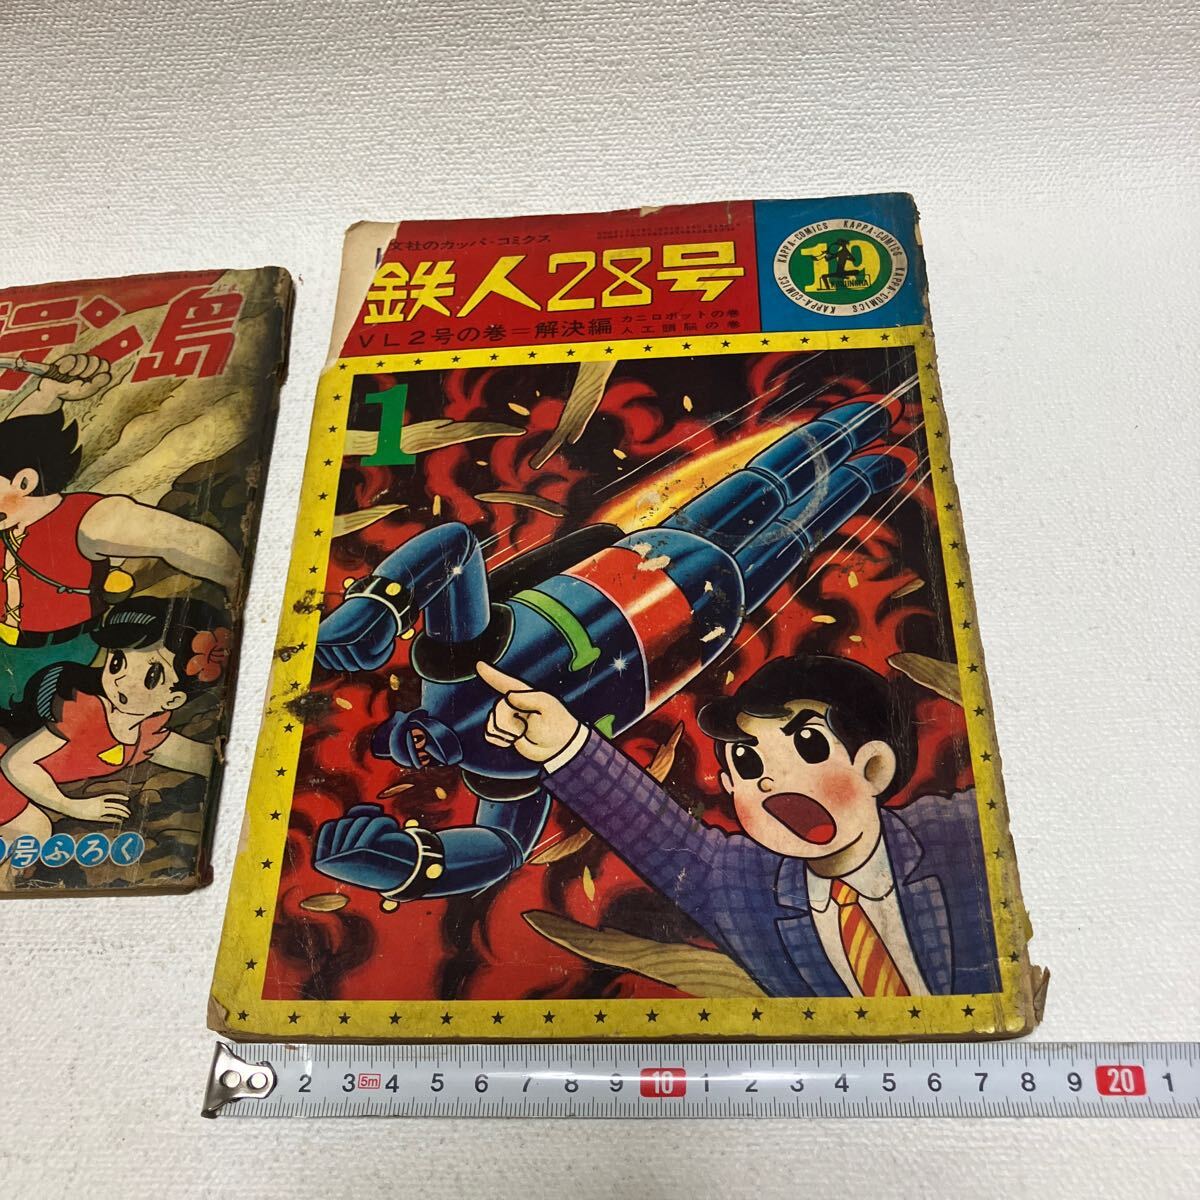 文社のカッパ・コミクス
鉄人28号
VL2号の巻=解決編
カニロボットの巻
人工頭脳の巻
KAPPA-COMICS KAPPA-COMICS KAPPA-COMICS KAPPA-COMICS
1
島
号ふろく
2 3 5m 4 5 6 7 8 9 10 1 2 3 4 5 6 7 8 9 20 1